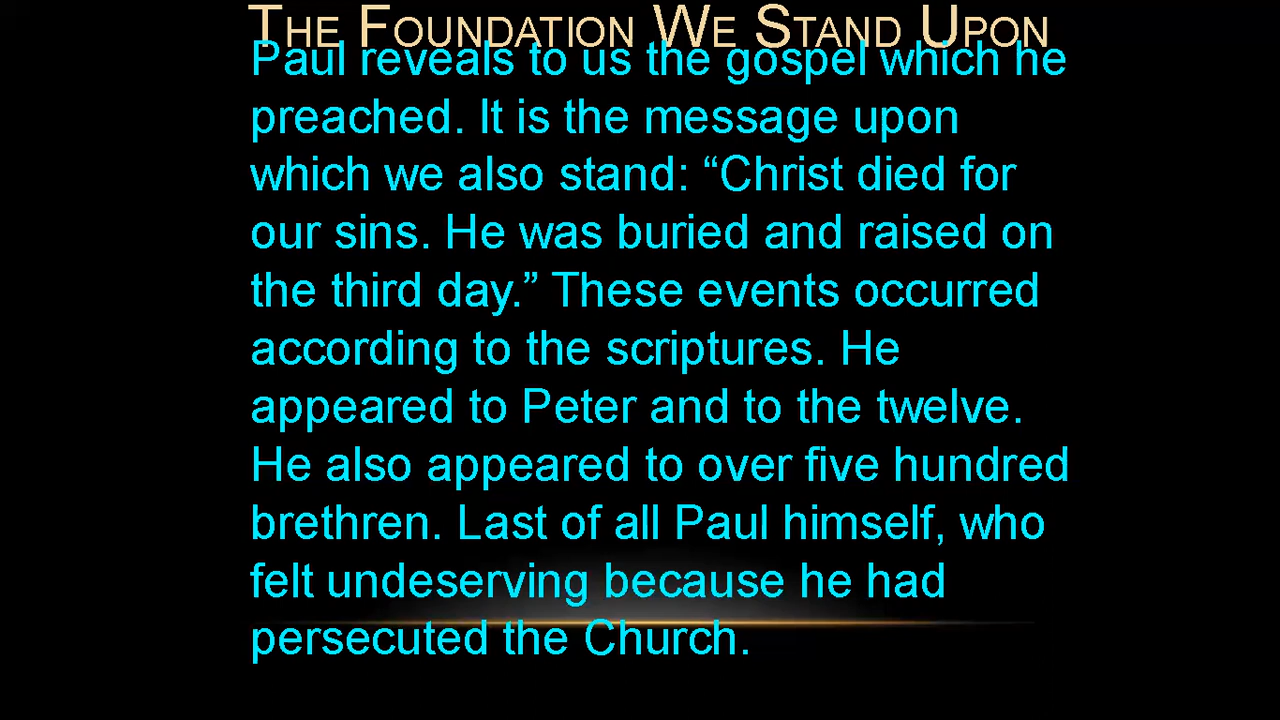 The Foundation We Stand Upon
Paul reveals to us the gospel which he
preached. It is the message upon
which we also stand: “Christ died for
our sins. He was buried and raised on
the third day.” These events occurred
according to the scriptures. He
appeared to Peter and to the twelve.
He also appeared to over five hundred
brethren. Last of all Paul himself, who
felt undeserving because he had
persecuted the Church.